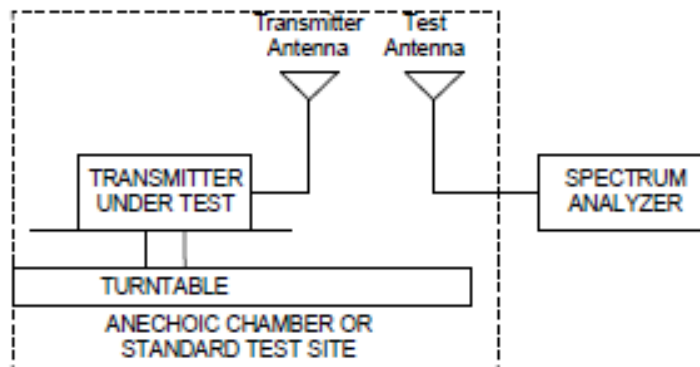 Transmitter
Antenna
Test
Antenna
TRANSMITTER
UNDER TEST
SPECTRUM
ANALYZER
TURNTABLE
ANECHOIC CHAMBER OR
STANDARD TEST SITE